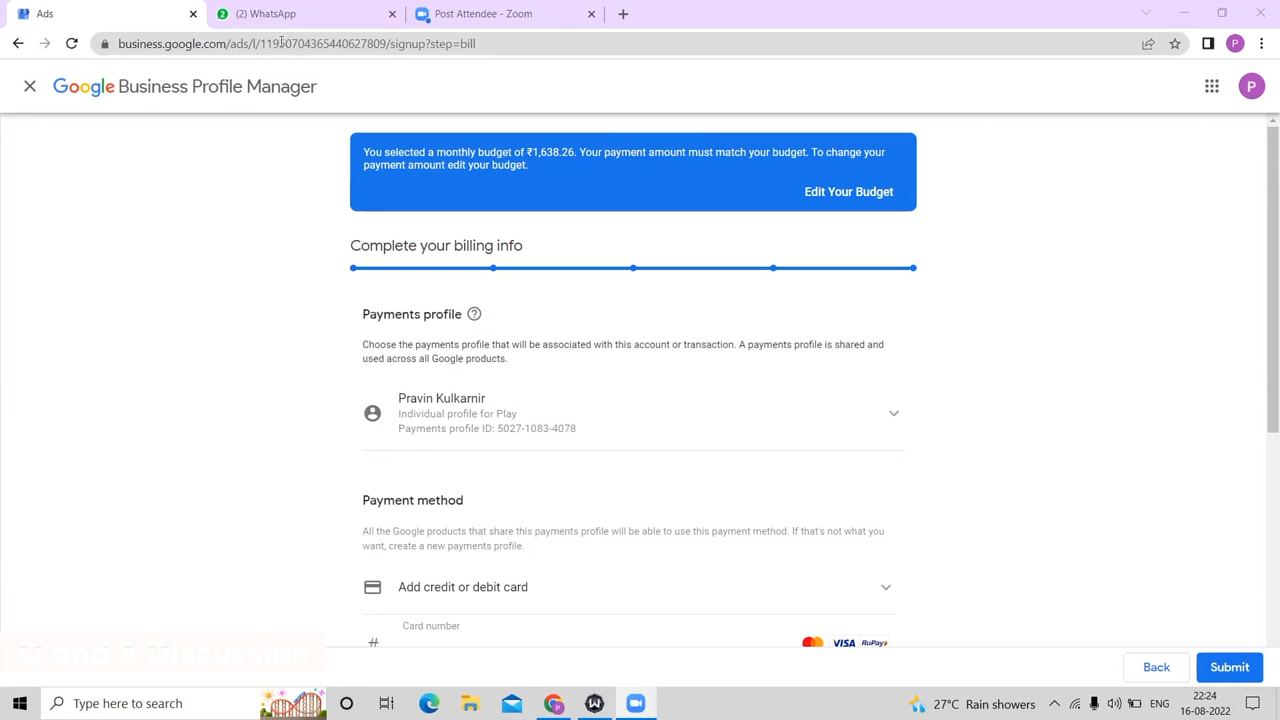 Ads
(2) WhatsApp
Post Attendee - Zoom
business.google.com/ads/l/11950704365440627809/signup?step=bill
P
Google Business Profile Manager
P
You selected a monthly budget of ₹1,638.26. Your payment amount must match your budget. To change your
payment amount edit your budget.
Edit Your Budget
Complete your billing info
Payments profile
Choose the payments profile that will be associated with this account or transaction. A payments profile is shared and
used across all Google products.
Pravin Kulkarnir
Individual profile for Play
Payments profile ID: 5027-1083-4078
Payment method
All the Google products that share this payments profile will be able to use this payment method. If that's not what you
want, create a new payments profile.
Add credit or debit card
Card number
#
VISA RuPay
Q and A Discussion
Back
Submit
Type here to search
27°C Rain showers
ENG
22:24
16-08-2022